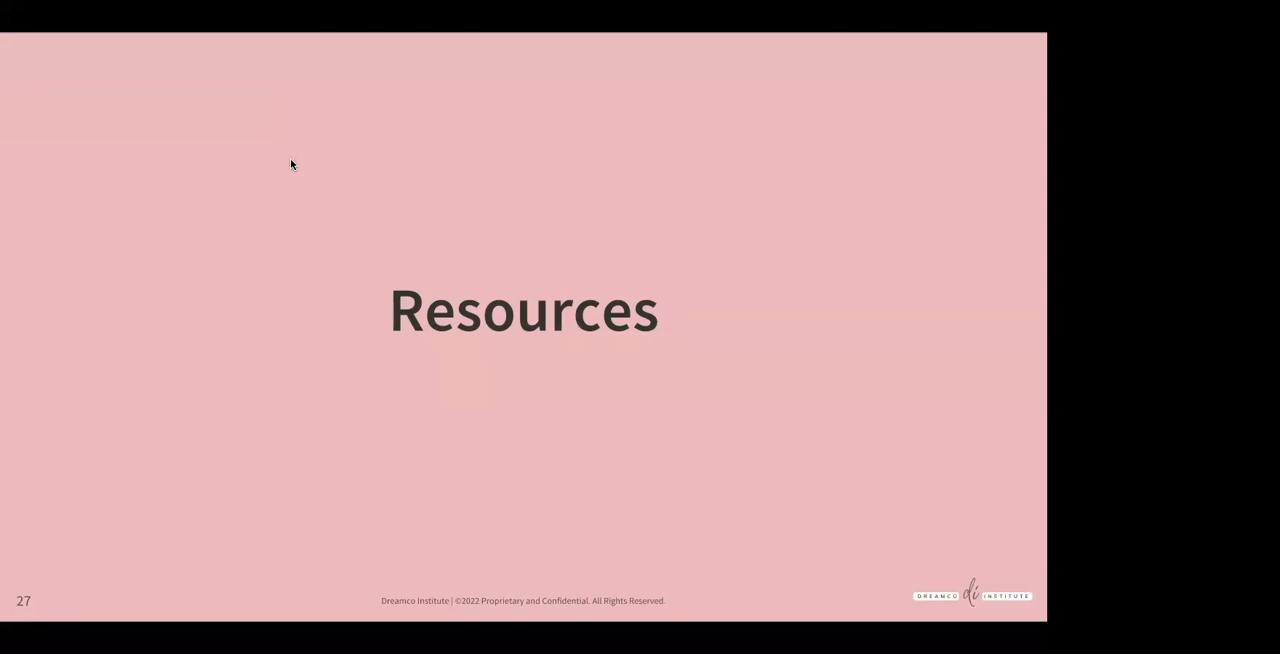 Resources
27
Dreamco Institute | ©2022 Proprietary and Confidential. All Rights Reserved.
DREAMCO di INSTITUTE